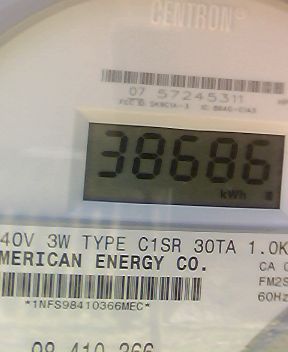 CENTRON®
07 57245311
38686
kWh
40V 3W TYPE C1SR 30TA 1.0K
MERICAN ENERGY CO.
CA 0
FM2S
60Hz
*1NFS98410366MEC*
98 410 366